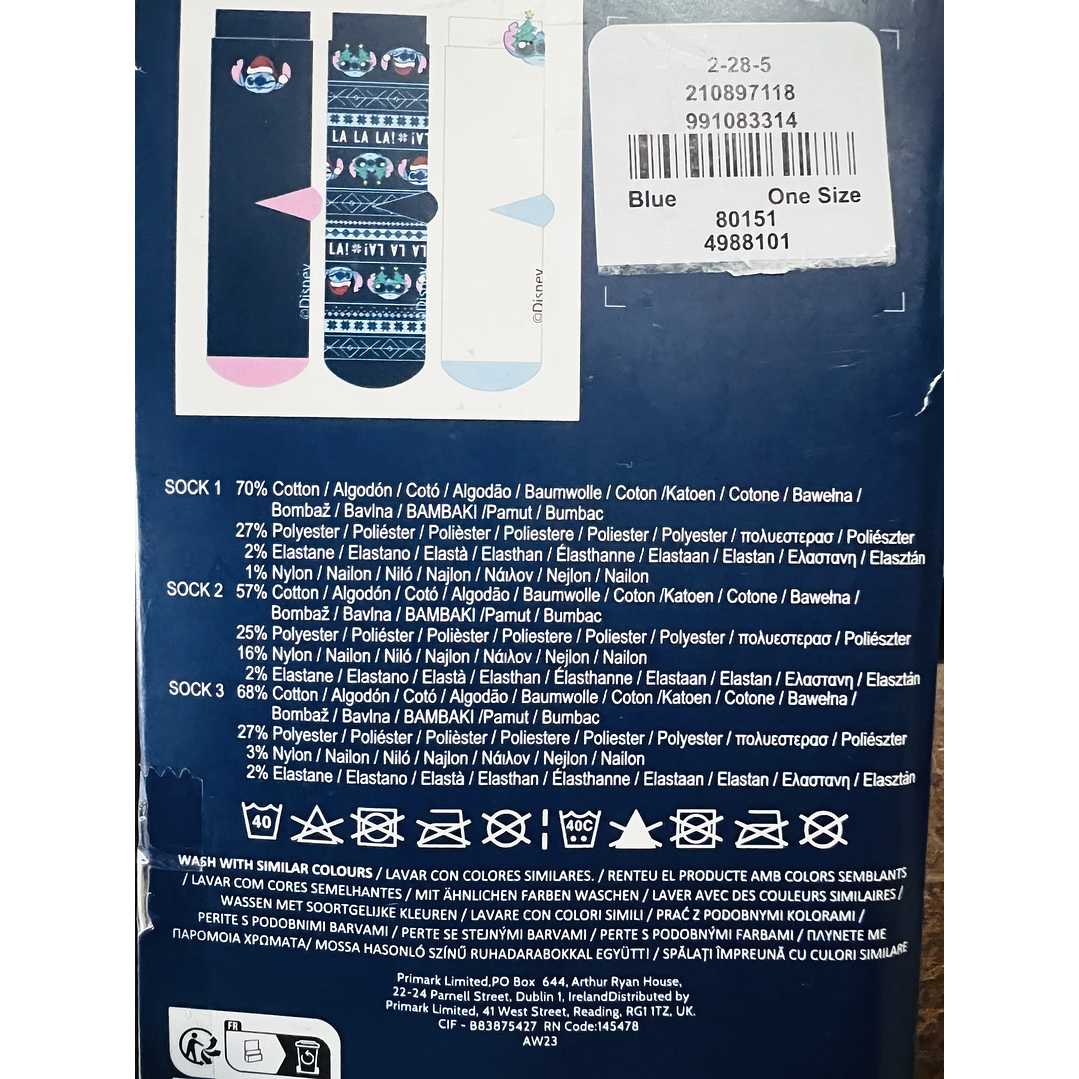 LA LA LA!
LA LA LA!
©Disney
©Disney
2-28-5
210897118
991083314
Blue One Size
80151
4988101
SOCK 1 70% Cotton / Algodón / Cotó / Algodão / Baumwolle / Coton /Katoen / Cotone / Bawełna /
Bombaž / Bavlna / BAMBAKI /Pamut / Bumbac
27% Polyester / Poliéster / Polièster / Poliestere / Poliester / Polyester / πολυεστερασ / Poliészter
2% Elastane / Elastano / Elastà / Elasthan / Élasthanne / Elastaan / Elastan / Ελαστανη / Elasztán
1% Nylon / Nailon / Niló / Najlon / Νάιλον / Nejlon / Nailon
SOCK 2 57% Cotton / Algodón / Cotó / Algodão / Baumwolle / Coton /Katoen / Cotone / Bawełna /
Bombaž / Bavlna / BAMBAKI /Pamut / Bumbac
25% Polyester / Poliéster / Polièster / Poliestere / Poliester / Polyester / πολυεστερασ / Poliészter
16% Nylon / Nailon / Niló / Najlon / Νάιλον / Nejlon / Nailon
2% Elastane / Elastano / Elastà / Elasthan / Élasthanne / Elastaan / Elastan / Ελαστανη / Elasztán
SOCK 3 68% Cotton / Algodón / Cotó / Algodão / Baumwolle / Coton /Katoen / Cotone / Bawełna /
Bombaž / Bavlna / BAMBAKI /Pamut / Bumbac
27% Polyester / Poliéster / Polièster / Poliestere / Poliester / Polyester / πολυεστερασ / Poliészter
3% Nylon / Nailon / Niló / Najlon / Νάιλον / Nejlon / Nailon
2% Elastane / Elastano / Elastà / Elasthan / Élasthanne / Elastaan / Elastan / Ελαστανη / Elasztán
40 40C
WASH WITH SIMILAR COLOURS / LAVAR CON COLORES SIMILARES. / RENTEU EL PRODUCTE AMB COLORS SEMBLANTS
/ LAVAR COM CORES SEMELHANTES / MIT ÄHNLICHEN FARBEN WASCHEN / LAVER AVEC DES COULEURS SIMILAIRES /
WASSEN MET SOORTGELIJKE KLEUREN / LAVARE CON COLORI SIMILI / PRAĆ Z PODOBNYMI KOLORAMI /
PERITE S PODOBNIMI BARVAMI / PERTE SE STEJNÝMI BARVAMI / PERTE S PODOBNÝMI FARBAMI / ΠΛΥΝΕΤΕ ΜΕ
ΠΑΡΟΜΟΙΑ ΧΡΩΜΑΤΑ/ MOSSA HASONLÓ SZÍNŰ RUHADARABOKKAL EGYÜTT! / SPĂLAȚI ÎMPREUNĂ CU CULORI SIMILARE
Primark Limited,PO Box 644, Arthur Ryan House,
22-24 Parnell Street, Dublin 1, IrelandDistributed by
Primark Limited, 41 West Street, Reading, RG1 1TZ, UK.
CIF - B83875427 RN Code:145478
AW23
FR